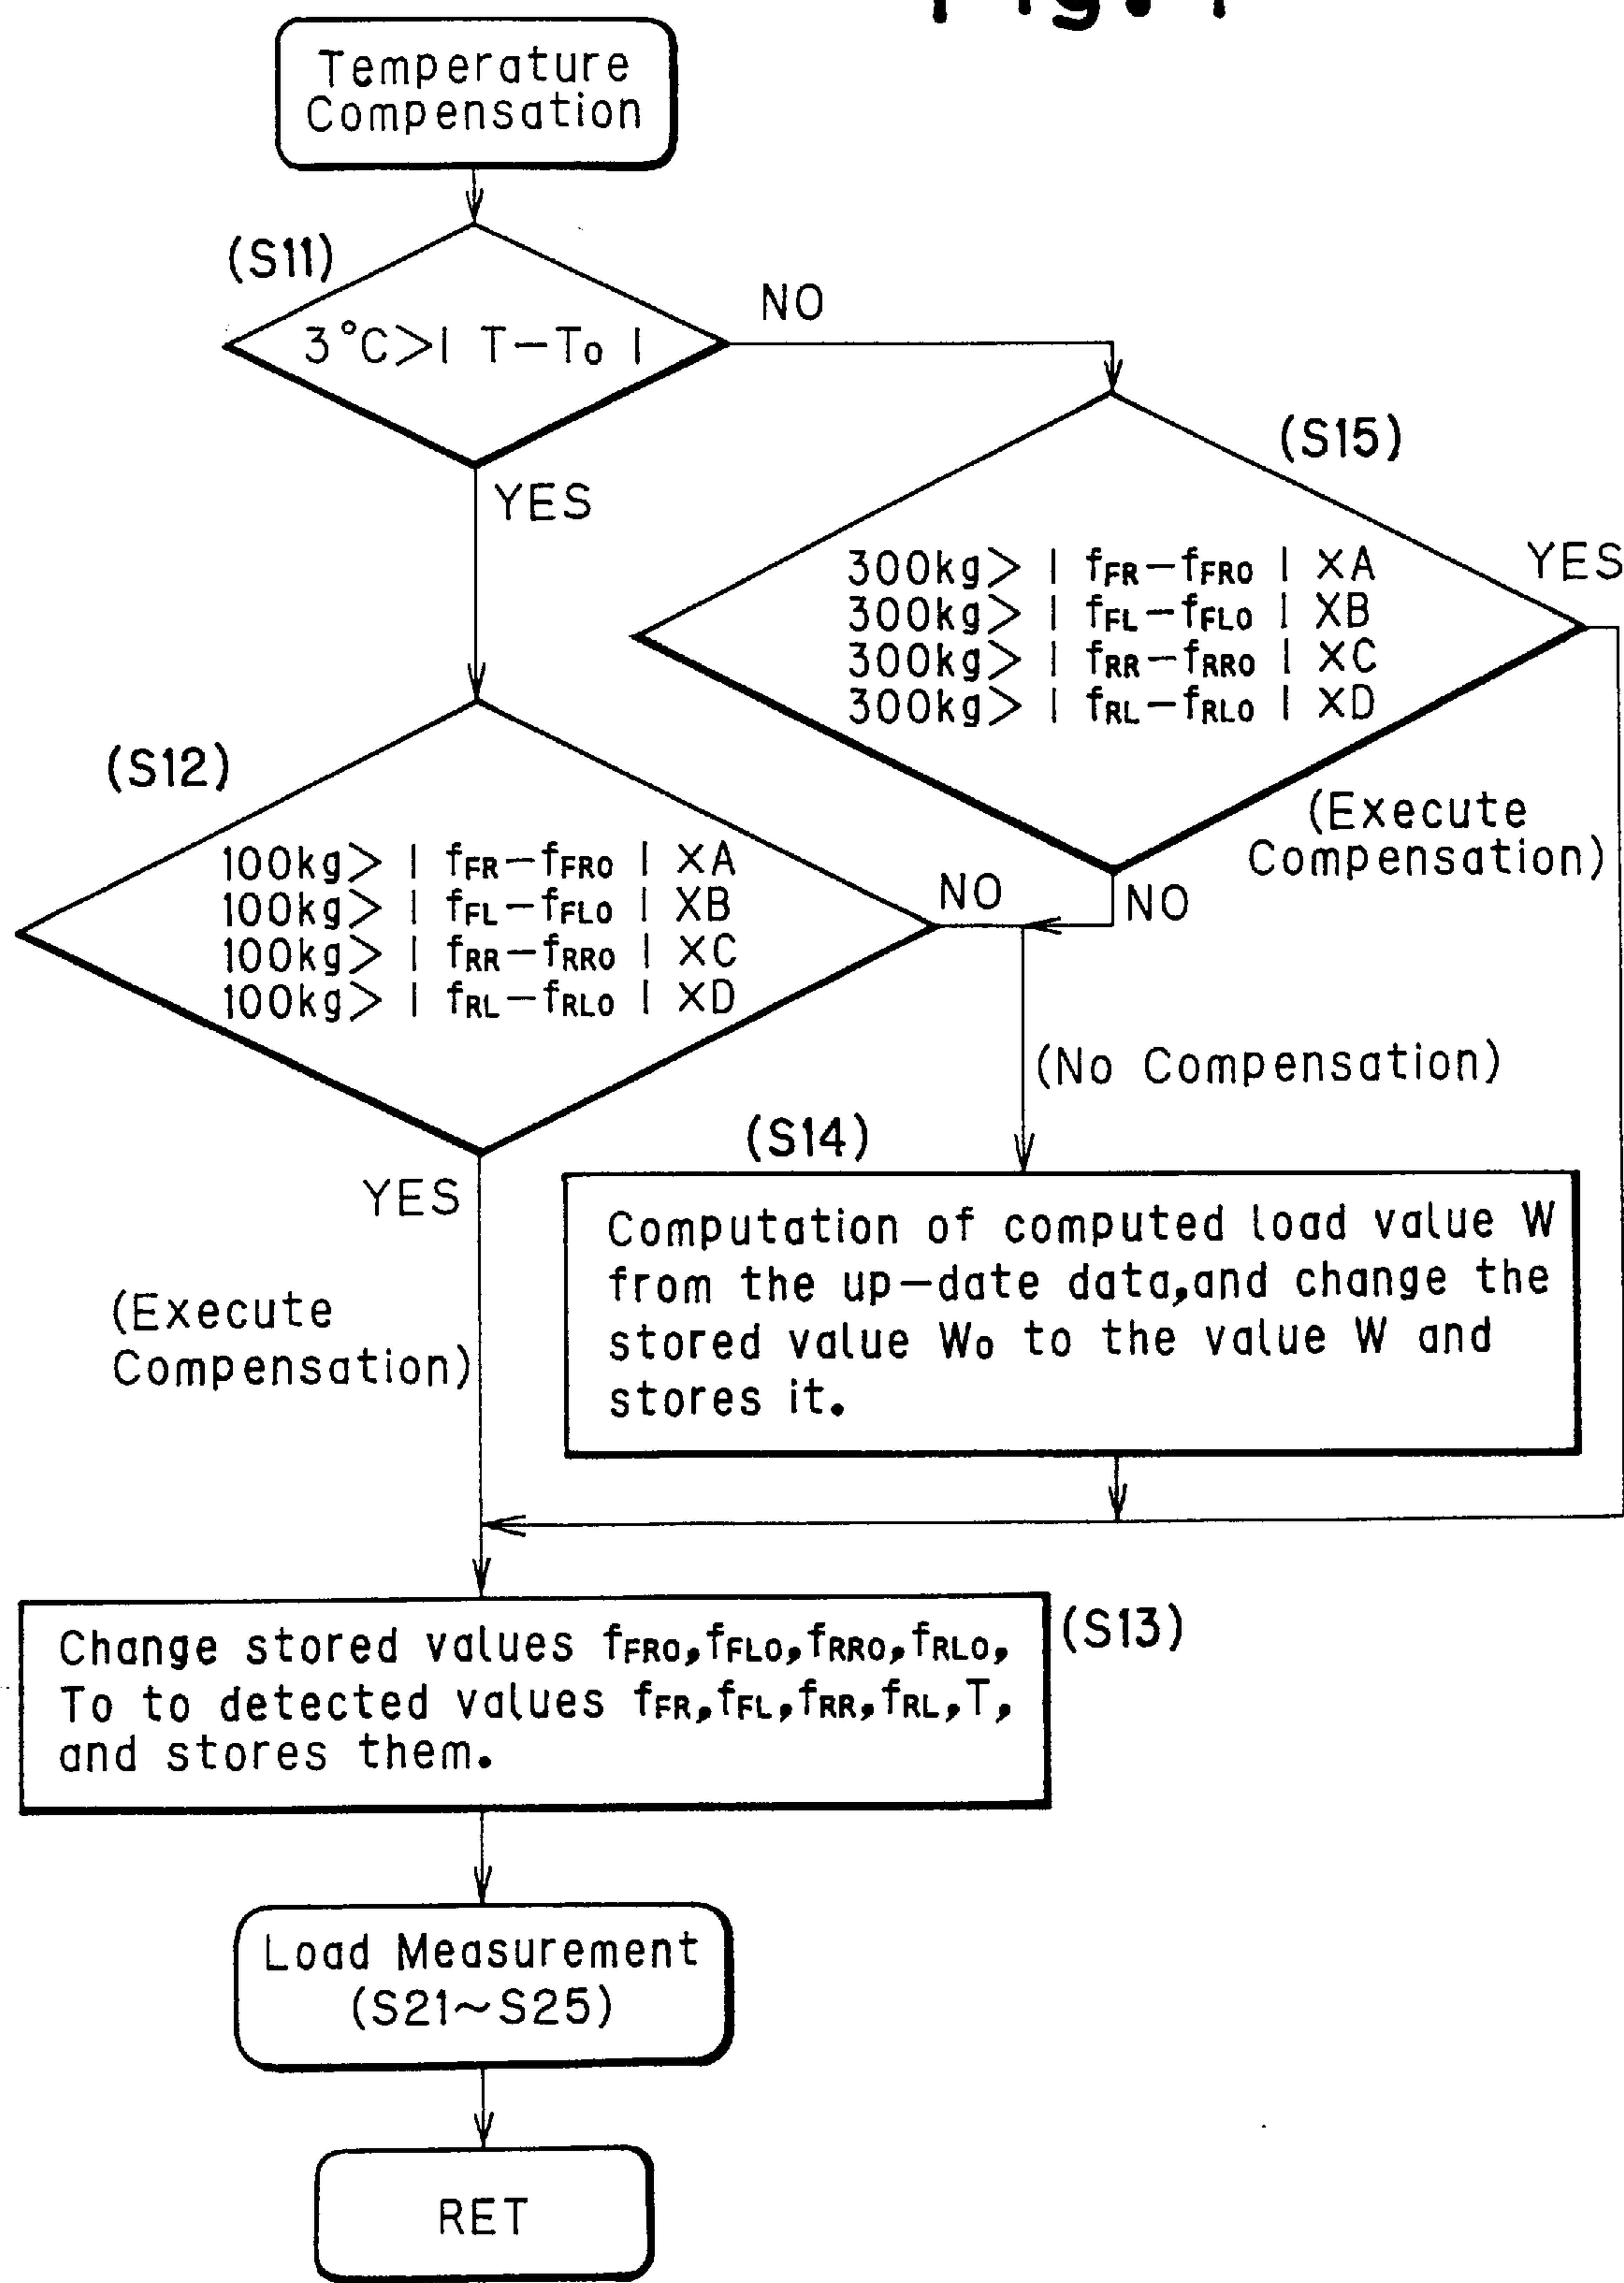 Temperature
Compensation
(S11)
3°C>| T-To |
NO
YES
(S15)
300kg> | fFR-fFRO | XA
300kg> | fFL-fFLO | XB
300kg> | fRR-fRRO | XC
300kg> | fRL-fRLO | XD
YES
(Execute
Compensation)
NO
(S12)
100kg> | fFR-fFRO | XA
100kg> | fFL-fFLO | XB
100kg> | fRR-fRRO | XC
100kg> | fRL-fRLO | XD
NO
(No Compensation)
YES
(Execute
Compensation)
(S14)
Computation of computed load value W
from the up-date data,and change the
stored value Wo to the value W and
stores it.
Change stored values fFRO,fFLO,fRRO,fRLO,
To to detected values fFR,fFL,fRR,fRL,T,
and stores them.
(S13)
Load Measurement
(S21~S25)
RET